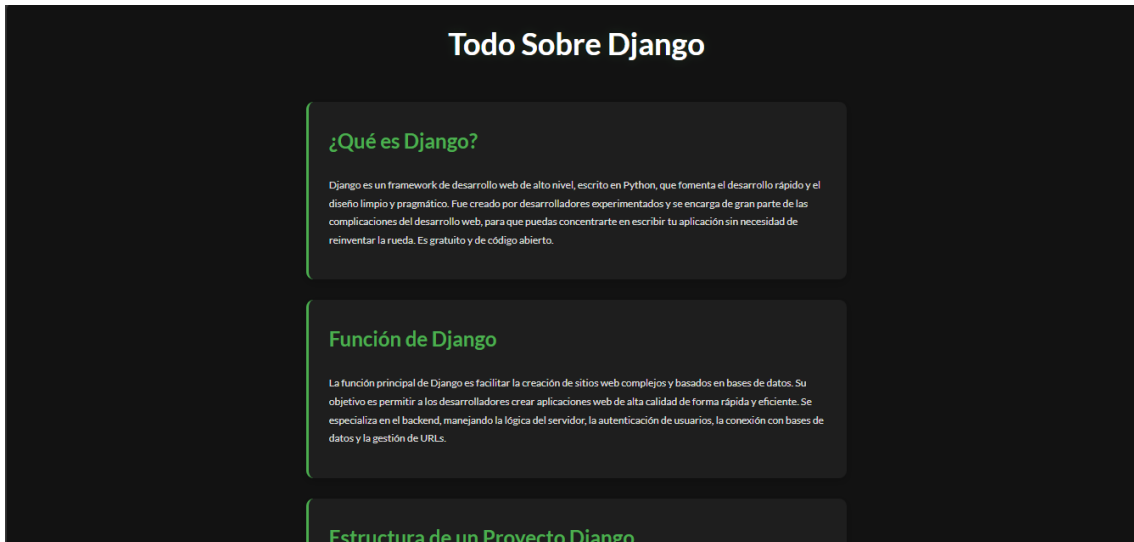 Todo Sobre Django
¿Qué es Django?
Django es un framework de desarrollo web de alto nivel, escrito en Python, que fomenta el desarrollo rápido y el
diseño limpio y pragmático. Fue creado por desarrolladores experimentados y se encarga de gran parte de las
complicaciones del desarrollo web, para que puedas concentrarte en escribir tu aplicación sin necesidad de
reinventar la rueda. Es gratuito y de código abierto.
Función de Django
La función principal de Django es facilitar la creación de sitios web complejos y basados en bases de datos. Su
objetivo es permitir a los desarrolladores crear aplicaciones web de alta calidad de forma rápida y eficiente. Se
especializa en el backend, manejando la lógica del servidor, la autenticación de usuarios, la conexión con bases de
datos y la gestión de URLs.
Estructura de un Proyecto Django